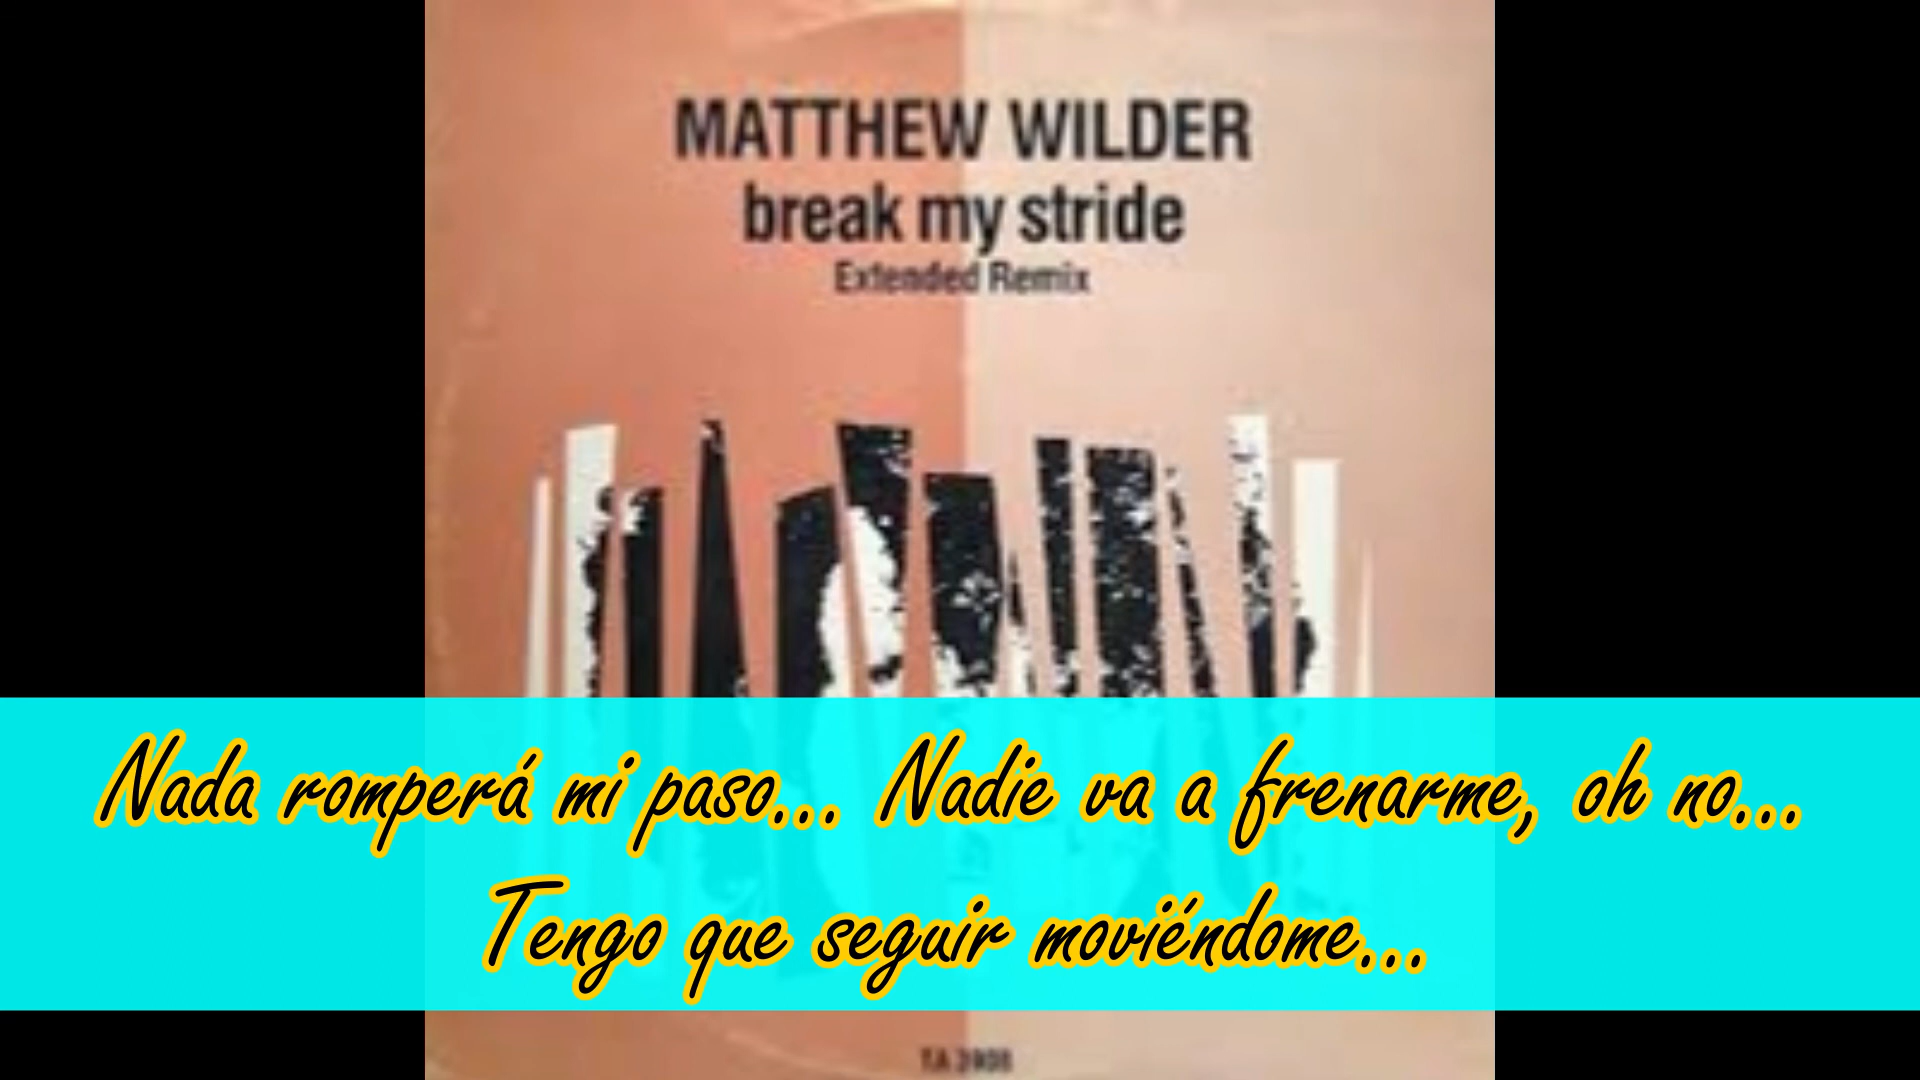 MATTHEW WILDER
break my stride
Extended Remix
Nada romperá mi paso... Nadie va a frenarme, oh no...
Tengo que seguir moviéndome...